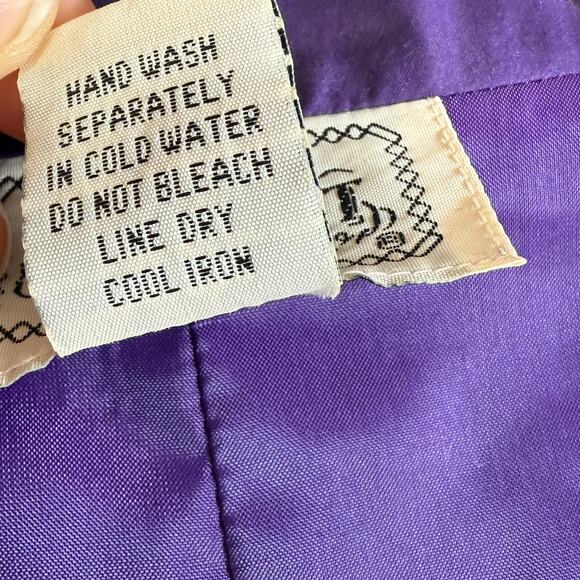 HAND WASH
SEPARATELY
IN COLD WATER
DO NOT BLEACH
LINE DRY
COOL IRON